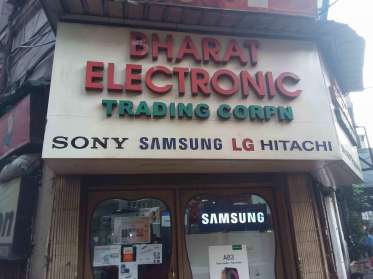 BHARAT
ELECTRONIC
TRADING CORPN
SONY SAMSUNG LG HITACHI
SAMSUNG